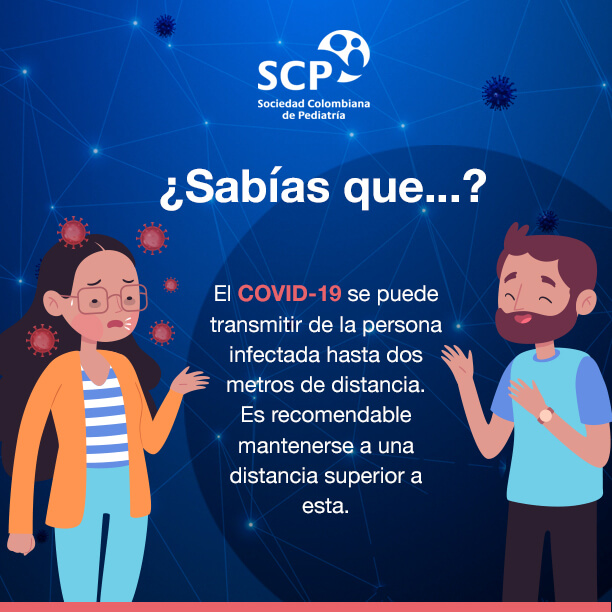 SCP
Sociedad Colombiana
de Pediatría
¿Sabías que...?
El COVID-19 se puede
transmitir de la persona
infectada hasta dos
metros de distancia.
Es recomendable
mantenerse a una
distancia superior a
esta.